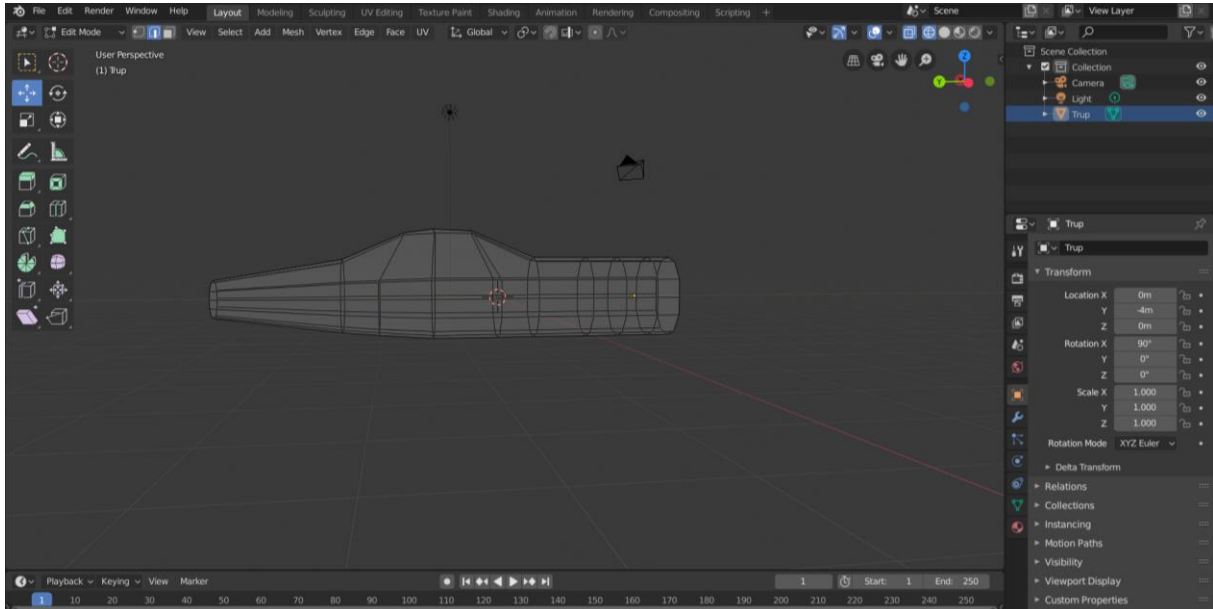 File Edit Render Window Help Layout Modeling Sculpting UV Editing Texture Paint Shading Animation Rendering Compositing Scripting + Scene View Layer
Edit Mode View Select Add Mesh Vertex Edge Face UV Global
User Perspective
(1) Trup
Z
Y
Scene Collection
Collection
Camera
Light
Trup
Trup
Trup
Transform
Location X 0m
Y -4m
Z 0m
Rotation X 90°
Y 0°
Z 0°
Scale X 1.000
Y 1.000
Z 1.000
Rotation Mode XYZ Euler
Delta Transform
Relations
Collections
Instancing
Motion Paths
Visibility
Viewport Display
Custom Properties
Playback Keying View Marker 1 Start: 1 End: 250
1 10 20 30 40 50 60 70 80 90 100 110 120 130 140 150 160 170 180 190 200 210 220 230 240 250